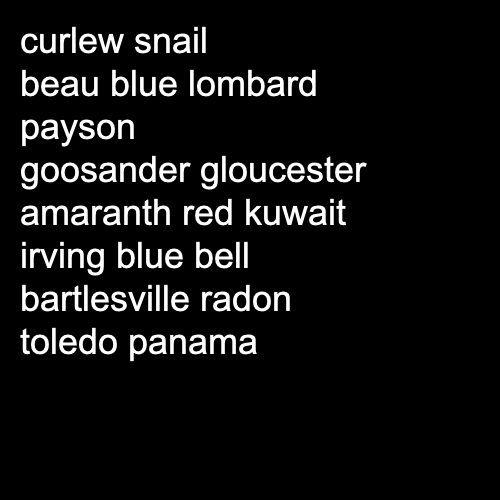 curlew snail
beau blue lombard
payson
goosander gloucester
amaranth red kuwait
irving blue bell
bartlesville radon
toledo panama